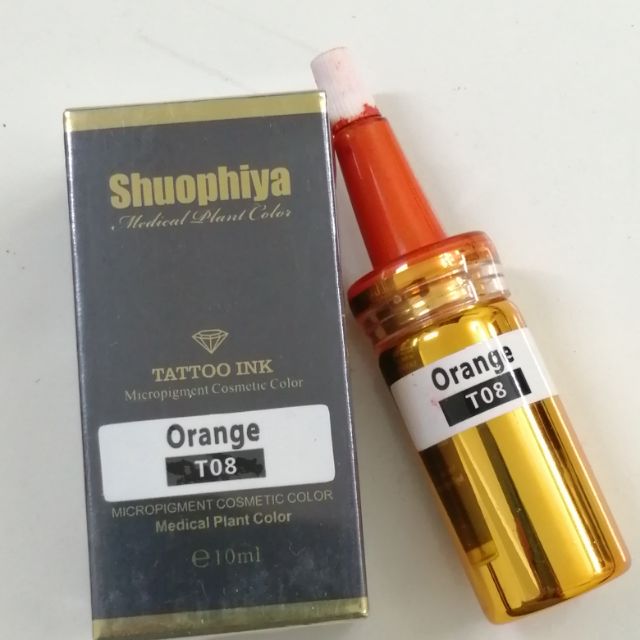 Shuophiya
Medical Plant Color
TATTOO INK
Micropigment Cosmetic Color
Orange
T08
MICROPIGMENT COSMETIC COLOR
Medical Plant Color
℮10ml
Orange
T08